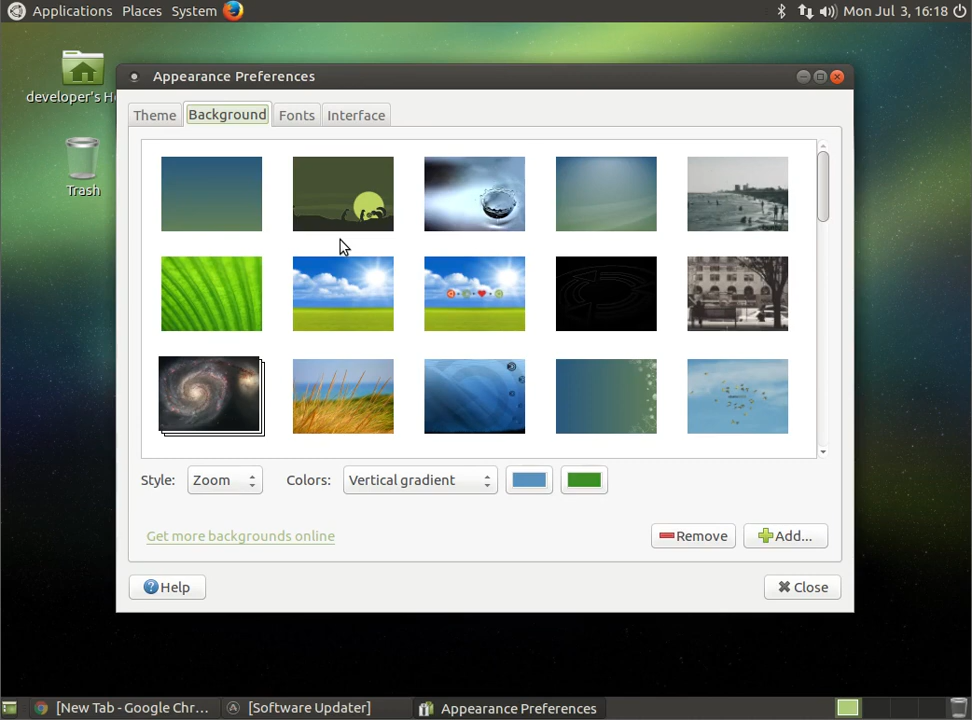 Applications Places System Mon Jul 3, 16:18
developer's H
Trash
Appearance Preferences
Theme Background Fonts Interface
Style: Zoom Colors: Vertical gradient
Get more backgrounds online Remove Add...
Help Close
[New Tab - Google Chr... [Software Updater] Appearance Preferences